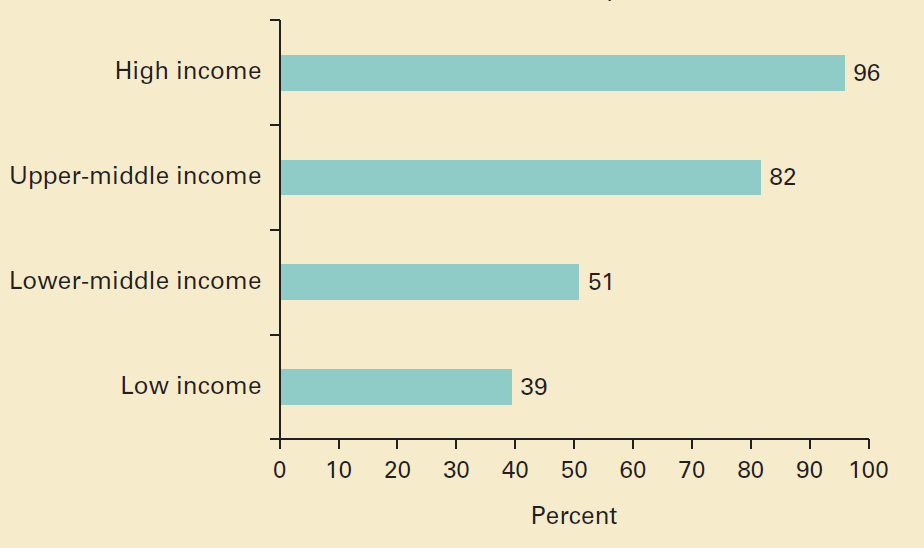 High income 96
Upper-middle income 82
Lower-middle income 51
Low income 39
0 10 20 30 40 50 60 70 80 90 100
Percent